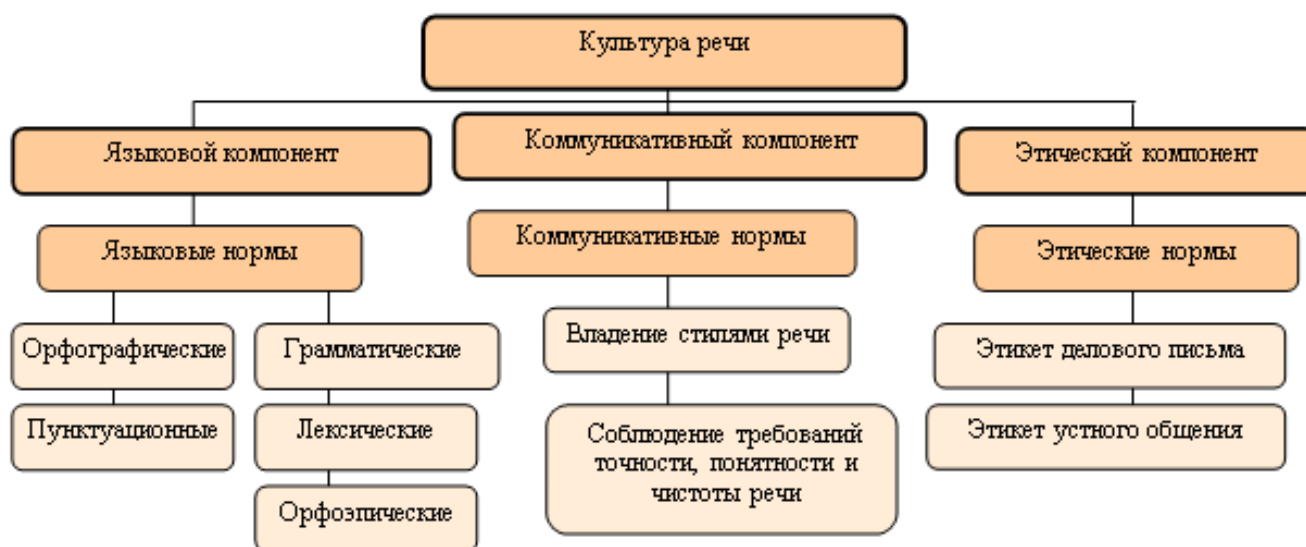 Культура речи
Языковой компонент
Коммуникативный компонент
Этический компонент
Языковые нормы
Коммуникативные нормы
Этические нормы
Орфографические
Грамматические
Владение стилями речи
Этикет делового письма
Пунктуационные
Лексические
Соблюдение требований
точности, понятности и
чистоты речи
Этикет устного общения
Орфоэпические